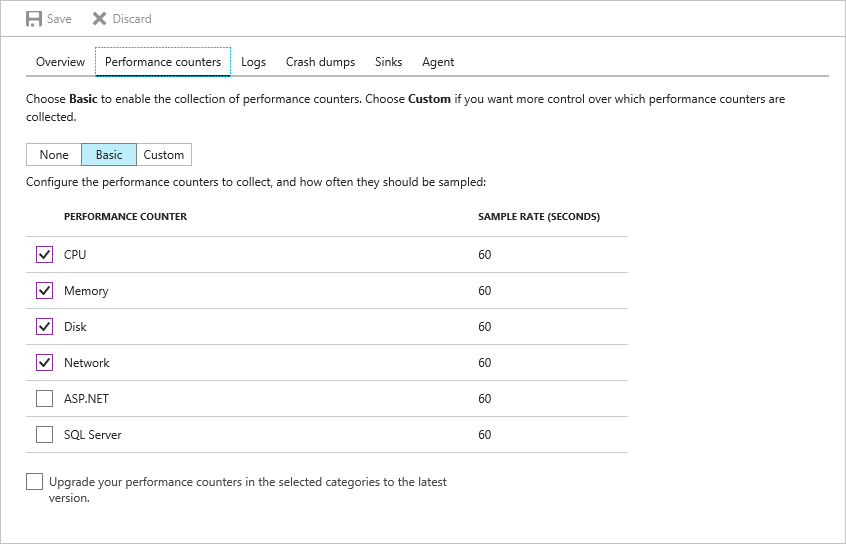 Save Discard
Overview Performance counters Logs Crash dumps Sinks Agent
Choose Basic to enable the collection of performance counters. Choose Custom if you want more control over which performance counters are
collected.
None Basic Custom
Configure the performance counters to collect, and how often they should be sampled:
PERFORMANCE COUNTER SAMPLE RATE (SECONDS)
CPU 60
Memory 60
Disk 60
Network 60
ASP.NET 60
SQL Server 60
Upgrade your performance counters in the selected categories to the latest
version.